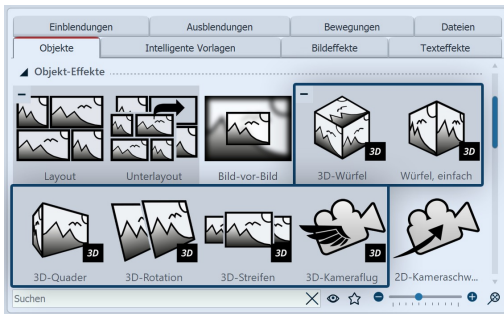 Einblendungen Ausblendungen Bewegungen Dateien
Objekte Intelligente Vorlagen Bildeffekte Texteffekte
Objekt-Effekte
3D 3D
Layout Unterlayout Bild-vor-Bild 3D-Würfel Würfel, einfach
3D 3D 3D 3D
3D-Quader 3D-Rotation 3D-Streifen 3D-Kameraflug 2D-Kameraschw...
Suchen